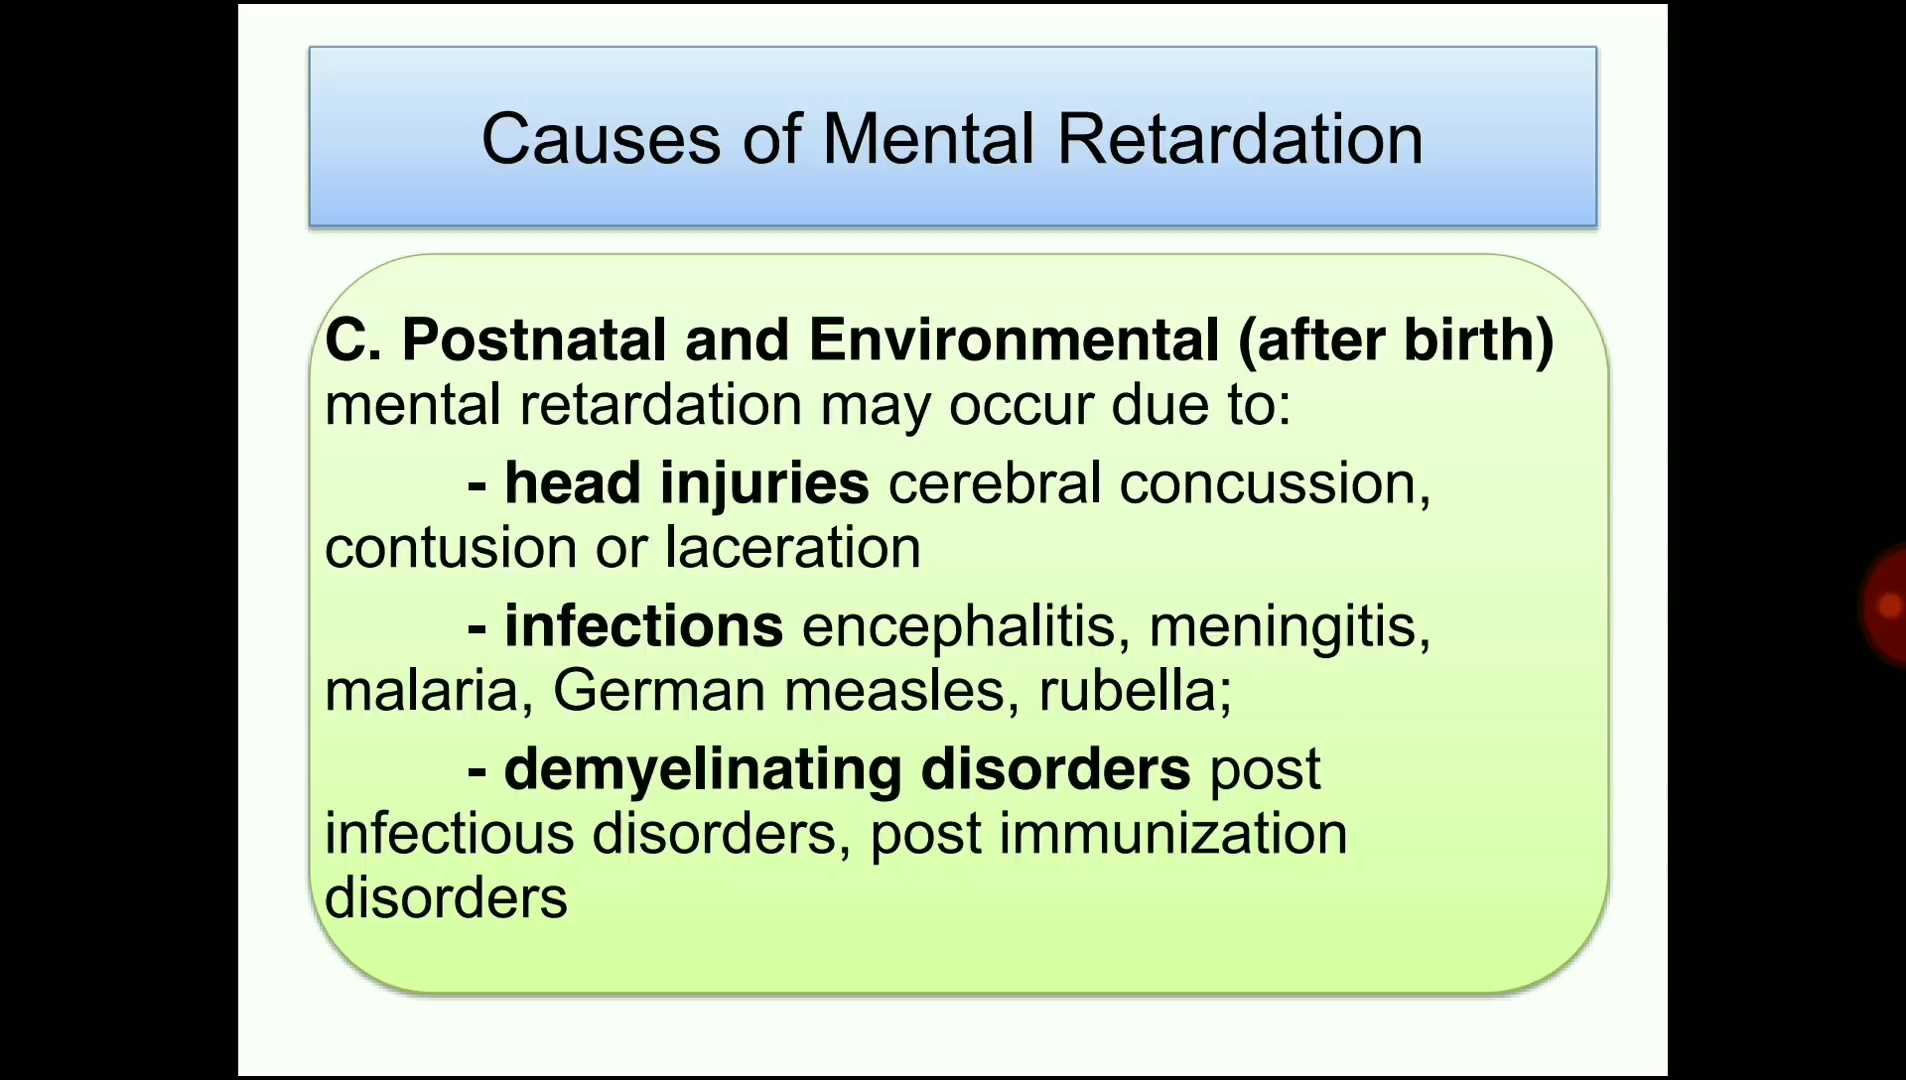 Causes of Mental Retardation
C. Postnatal and Environmental (after birth)
mental retardation may occur due to:
- head injuries cerebral concussion,
contusion or laceration
- infections encephalitis, meningitis,
malaria, German measles, rubella;
- demyelinating disorders post
infectious disorders, post immunization
disorders